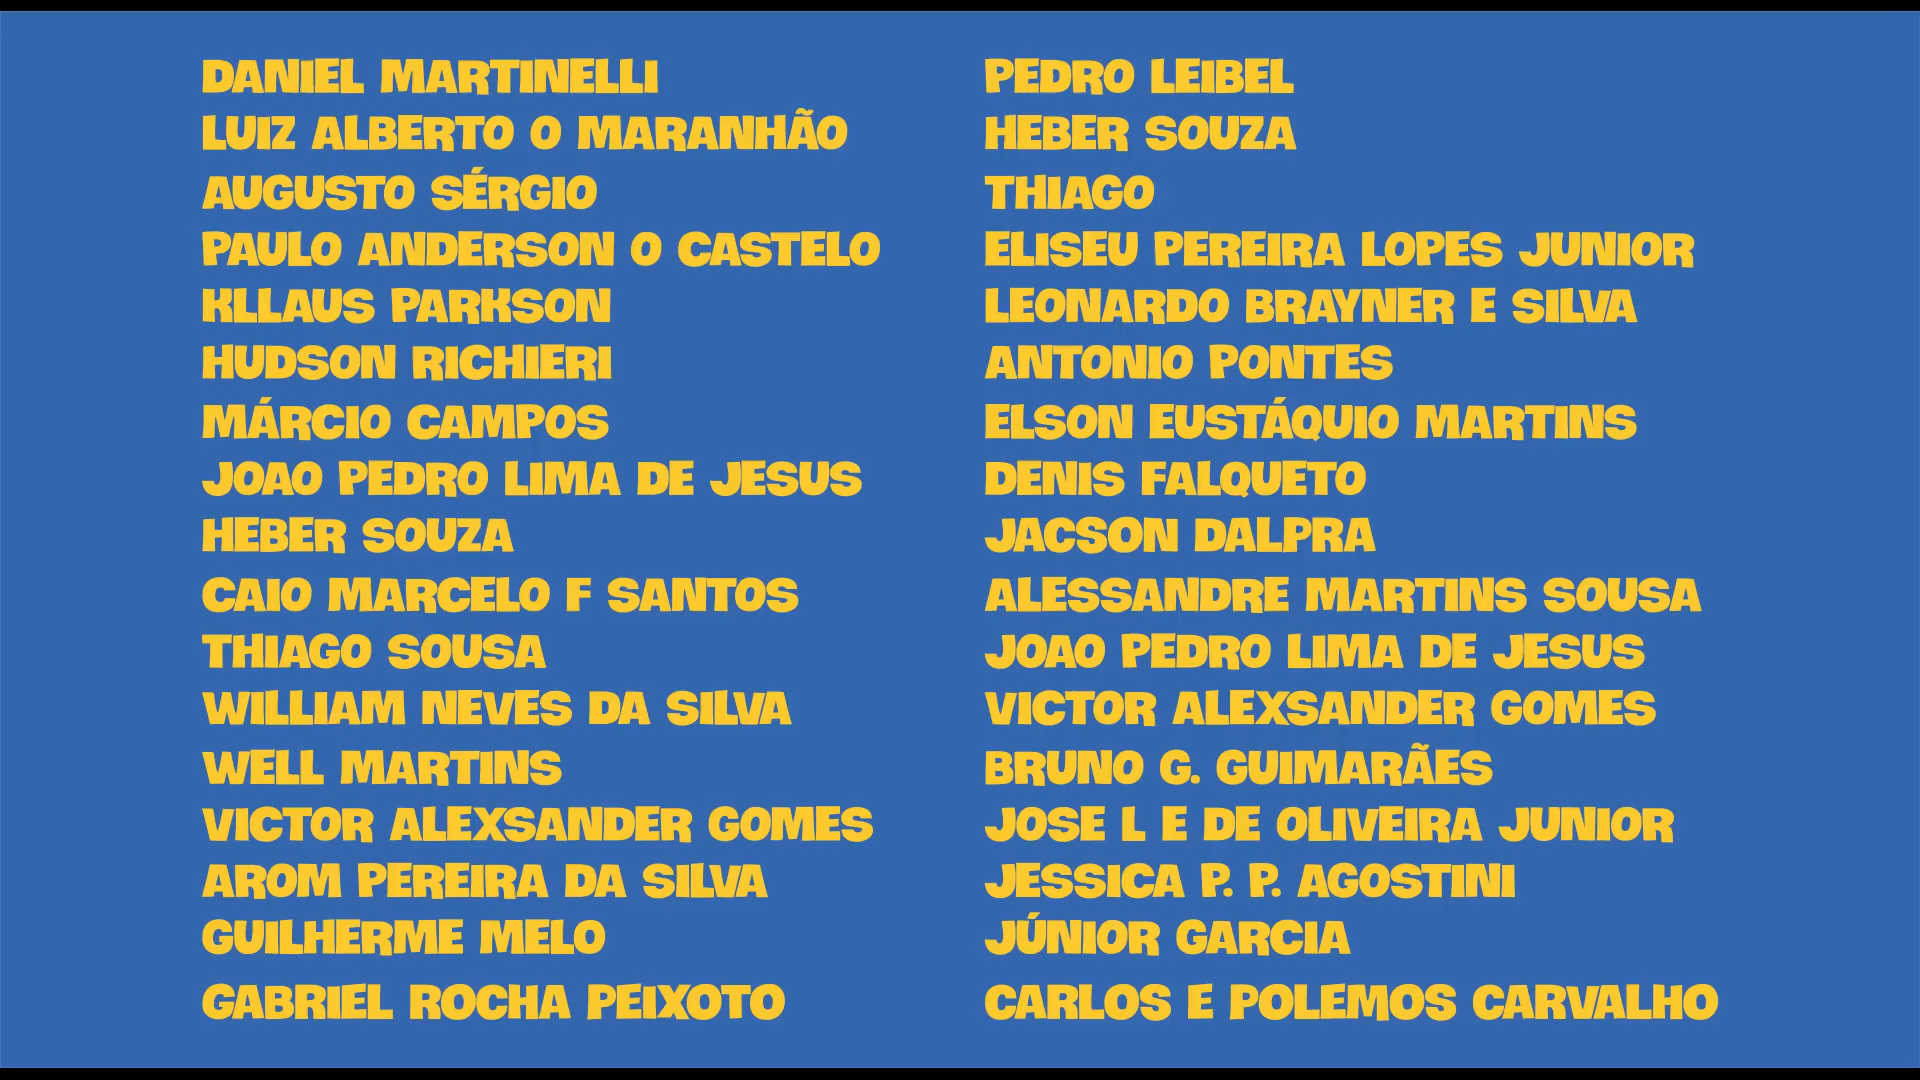 DANIEL MARTINELLI
LUIZ ALBERTO O MARANHÃO
AUGUSTO SÉRGIO
PAULO ANDERSON O CASTELO
KLLAUS PARKSON
HUDSON RICHIERI
MÁRCIO CAMPOS
JOAO PEDRO LIMA DE JESUS
HEBER SOUZA
CAIO MARCELO F SANTOS
THIAGO SOUSA
WILLIAM NEVES DA SILVA
WELL MARTINS
VICTOR ALEXSANDER GOMES
AROM PEREIRA DA SILVA
GUILHERME MELO
GABRIEL ROCHA PEIXOTO
PEDRO LEIBEL
HEBER SOUZA
THIAGO
ELISEU PEREIRA LOPES JUNIOR
LEONARDO BRAYNER E SILVA
ANTONIO PONTES
ELSON EUSTÁQUIO MARTINS
DENIS FALQUETO
JACSON DALPRA
ALESSANDRE MARTINS SOUSA
JOAO PEDRO LIMA DE JESUS
VICTOR ALEXSANDER GOMES
BRUNO G. GUIMARÃES
JOSE L E DE OLIVEIRA JUNIOR
JESSICA P. P. AGOSTINI
JÚNIOR GARCIA
CARLOS E POLEMOS CARVALHO